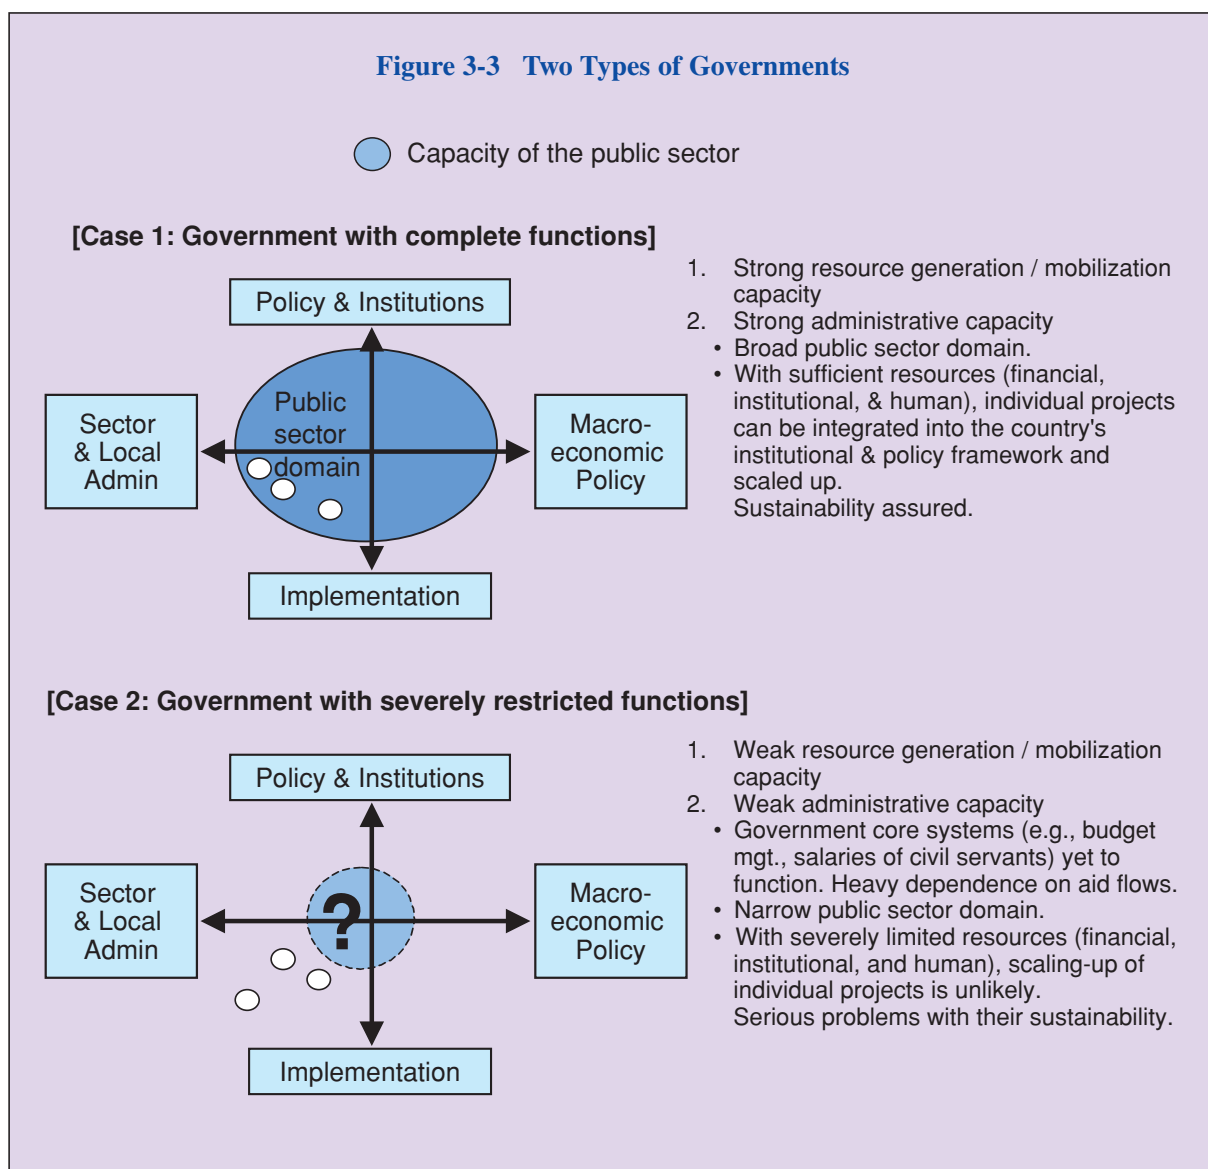 Figure 3-3 Two Types of Governments
Capacity of the public sector
[Case 1: Government with complete functions]
Policy & Institutions
Public
sector
domain
Sector
& Local
Admin
Macro-
economic
Policy
Implementation
1. Strong resource generation / mobilization
capacity
2. Strong administrative capacity
• Broad public sector domain.
• With sufficient resources (financial,
institutional, & human), individual projects
can be integrated into the country's
institutional & policy framework and
scaled up.
Sustainability assured.
[Case 2: Government with severely restricted functions]
Policy & Institutions
Sector
& Local
Admin
?
Macro-
economic
Policy
Implementation
1. Weak resource generation / mobilization
capacity
2. Weak administrative capacity
• Government core systems (e.g., budget
mgt., salaries of civil servants) yet to
function. Heavy dependence on aid flows.
• Narrow public sector domain.
• With severely limited resources (financial,
institutional, and human), scaling-up of
individual projects is unlikely.
Serious problems with their sustainability.